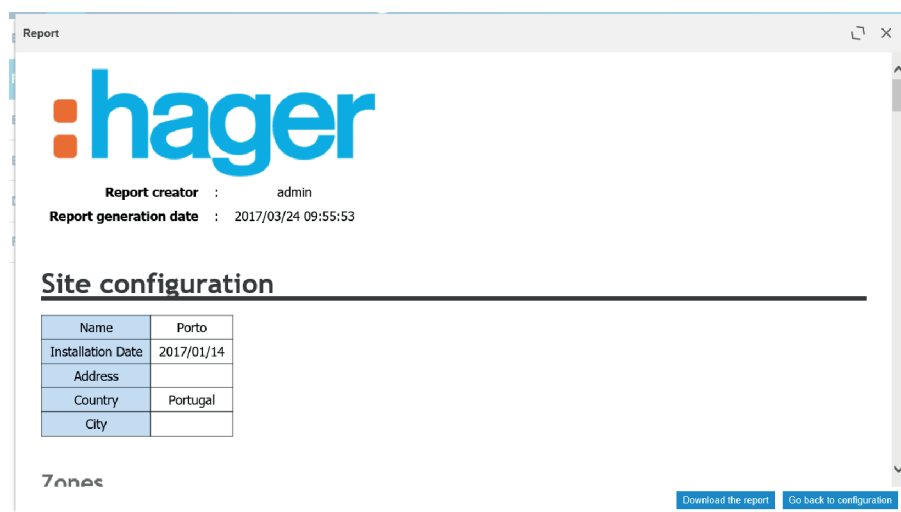 Report
:hager
Report creator : admin
Report generation date : 2017/03/24 09:55:53
Site configuration
Name Porto
Installation Date 2017/01/14
Address
Country Portugal
City
Zones
Download the report Go back to configuration